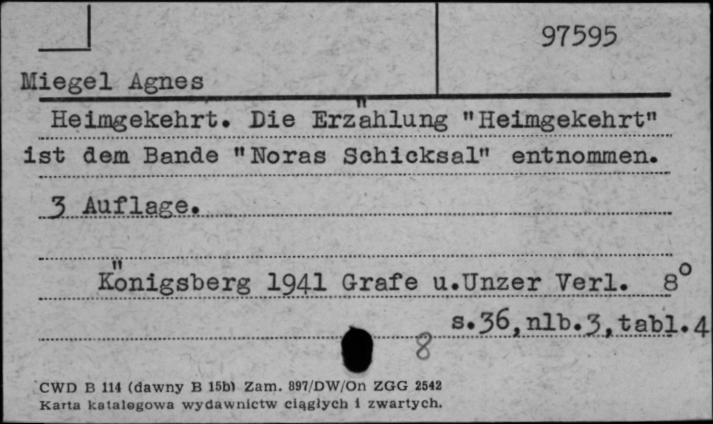 97595
Miegel Agnes
Heimgekehrt. Die Erzählung "Heimgekehrt"
ist dem Bande "Noras Schicksal" entnommen.
3 Auflage.
Königsberg 1941 Grafe u.Unzer Verl. 8°
s.36,nlb.3,tabl.4
8
CWD B 114 (dawny B 15b) Zam. 897/DW/On ZGG 2542
Karta katalogowa wydawnictw ciągłych i zwartych.